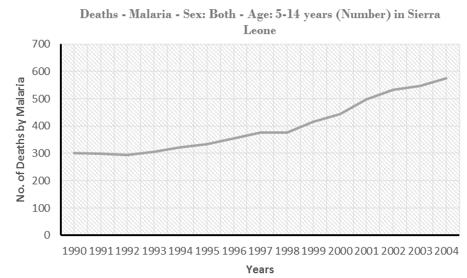 Deaths - Malaria - Sex: Both - Age: 5-14 years (Number) in Sierra
Leone
700
600
500
400
300
200
100
0
No. of Deaths by Malaria
1990 1991 1992 1993 1994 1995 1996 1997 1998 1999 2000 2001 2002 2003 2004
Years